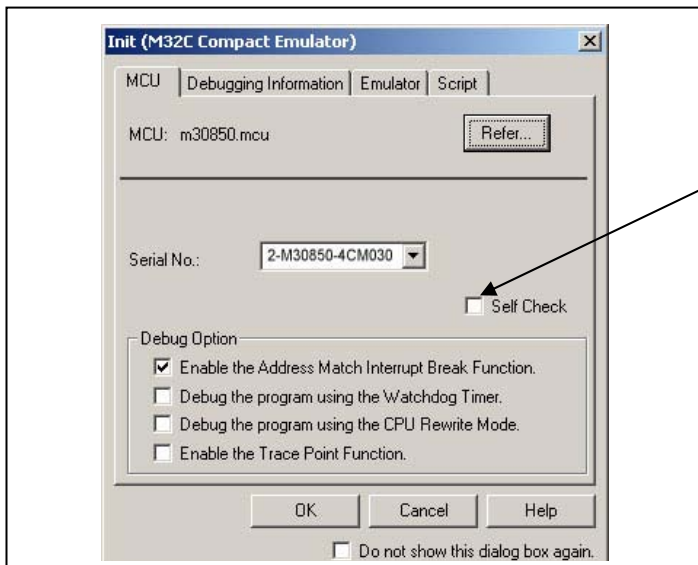 Init (M32C Compact Emulator)
MCU Debugging Information Emulator Script
MCU: m30850.mcu Refer...
Serial No.: 2-M30850-4CM030
Self Check
Debug Option
Enable the Address Match Interrupt Break Function.
Debug the program using the Watchdog Timer.
Debug the program using the CPU Rewrite Mode.
Enable the Trace Point Function.
OK Cancel Help
Do not show this dialog box again.